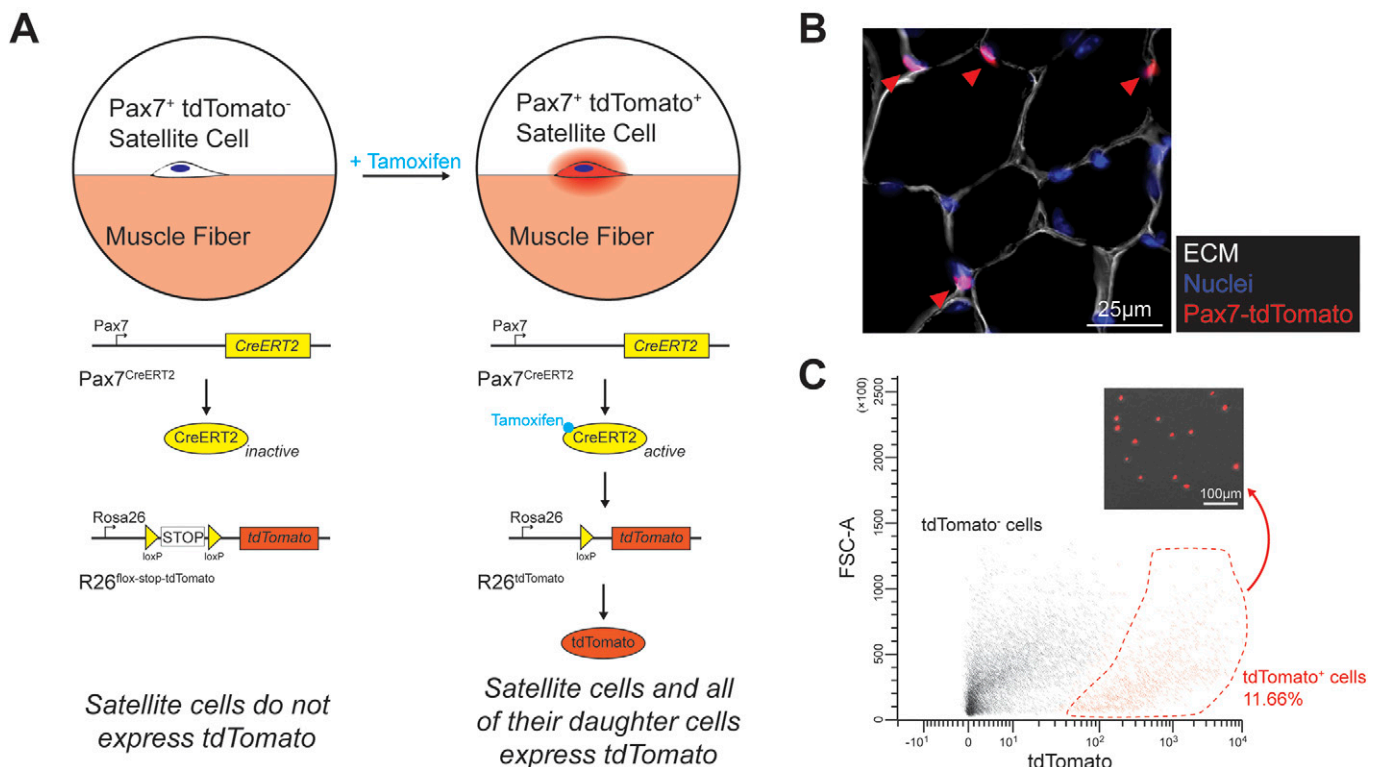 A
Pax7⁺ tdTomato⁻
Satellite Cell
Muscle Fiber
+ Tamoxifen
Pax7⁺ tdTomato⁺
Satellite Cell
Muscle Fiber
Pax7
CreERT2
Pax7^CreERT2
CreERT2
inactive
Rosa26
STOP
tdTomato
loxP
loxP
R26^flox-stop-tdTomato
Satellite cells do not
express tdTomato
Pax7
CreERT2
Pax7^CreERT2
Tamoxifen
CreERT2
active
Rosa26
tdTomato
loxP
R26^tdTomato
tdTomato
Satellite cells and all
of their daughter cells
express tdTomato
B
25µm
ECM
Nuclei
Pax7-tdTomato
C
(×100)
2500
2000
1500
1000
500
0
FSC-A
tdTomato⁻ cells
100µm
tdTomato⁺ cells
11.66%
-10¹
0
10¹
10²
10³
10⁴
tdTomato